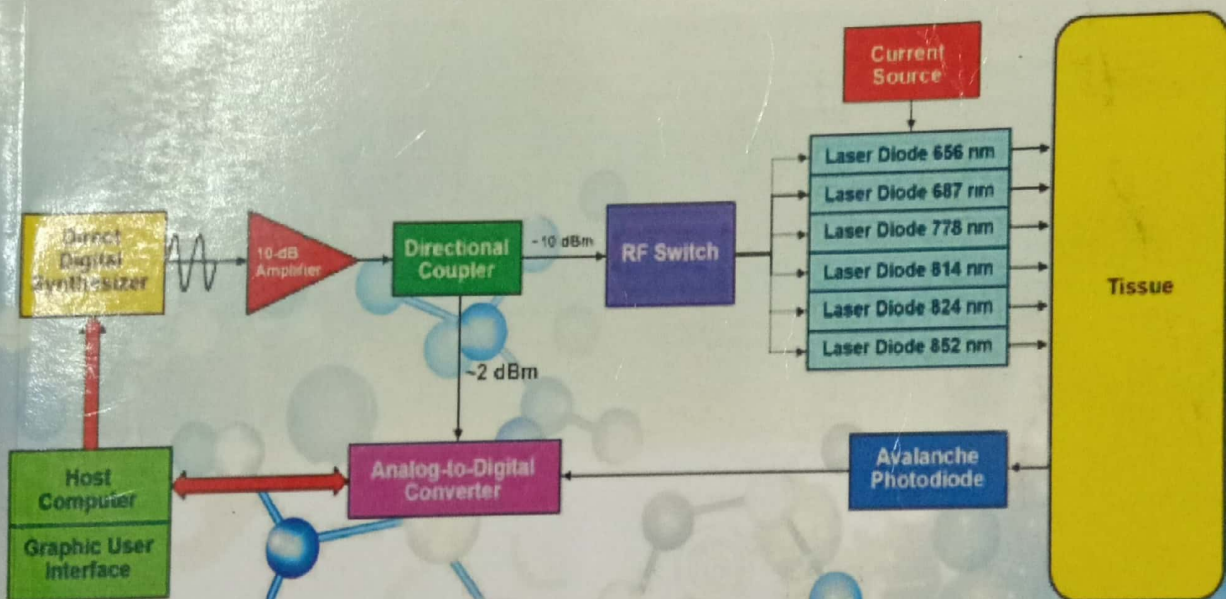 Current
Source
Laser Diode 656 nm
Laser Diode 687 nm
Laser Diode 778 nm
Laser Diode 814 nm
Laser Diode 824 nm
Laser Diode 852 nm
Direct
Digital
Synthesizer
10-dB
Amplifier
Directional
Coupler
~10 dBm
RF Switch
Tissue
~2 dBm
Host
Computer
Graphic User
Interface
Analog-to-Digital
Converter
Avalanche
Photodiode